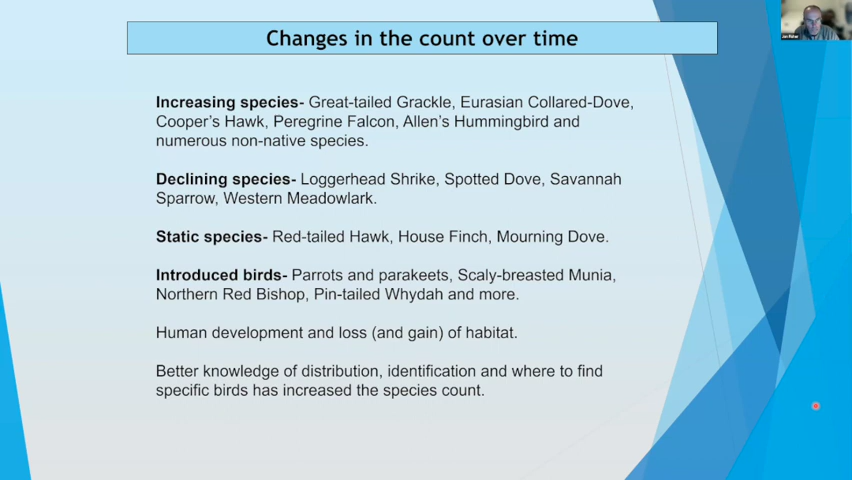 Changes in the count over time
Increasing species- Great-tailed Grackle, Eurasian Collared-Dove,
Cooper's Hawk, Peregrine Falcon, Allen's Hummingbird and
numerous non-native species.
Declining species- Loggerhead Shrike, Spotted Dove, Savannah
Sparrow, Western Meadowlark.
Static species- Red-tailed Hawk, House Finch, Mourning Dove.
Introduced birds- Parrots and parakeets, Scaly-breasted Munia,
Northern Red Bishop, Pin-tailed Whydah and more.
Human development and loss (and gain) of habitat.
Better knowledge of distribution, identification and where to find
specific birds has increased the species count.